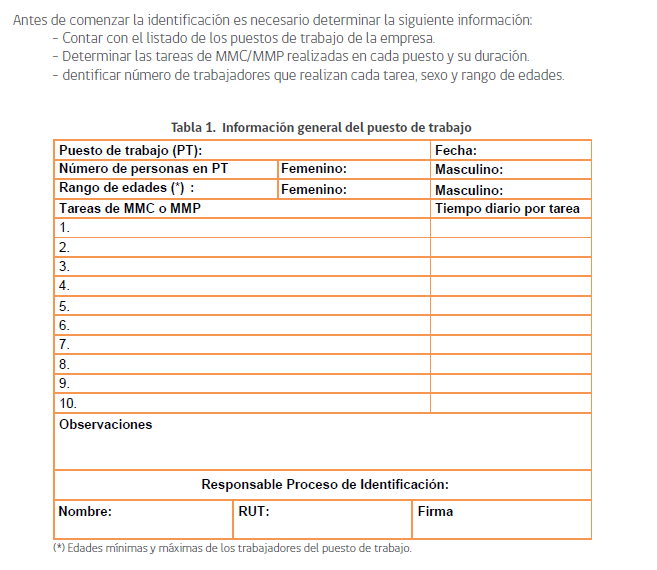 Antes de comenzar la identificación es necesario determinar la siguiente información:
– Contar con el listado de los puestos de trabajo de la empresa.
– Determinar las tareas de MMC/MMP realizadas en cada puesto y su duración.
– dentificar número de trabajadores que realizan cada tarea, sexo y rango de edades.
Tabla 1. Información general del puesto de trabajo
Puesto de trabajo (PT): Fecha:
Número de personas en PT Femenino: Masculino:
Rango de edades (*) : Femenino: Masculino:
Tareas de MMC o MMP Tiempo diario por tarea
1.
2.
3.
4.
5.
6.
7.
8.
9.
10.
Observaciones
Responsable Proceso de Identificación:
Nombre: RUT: Firma
(*) Edades mínimas y máximas de los trabajadores del puesto de trabajo.